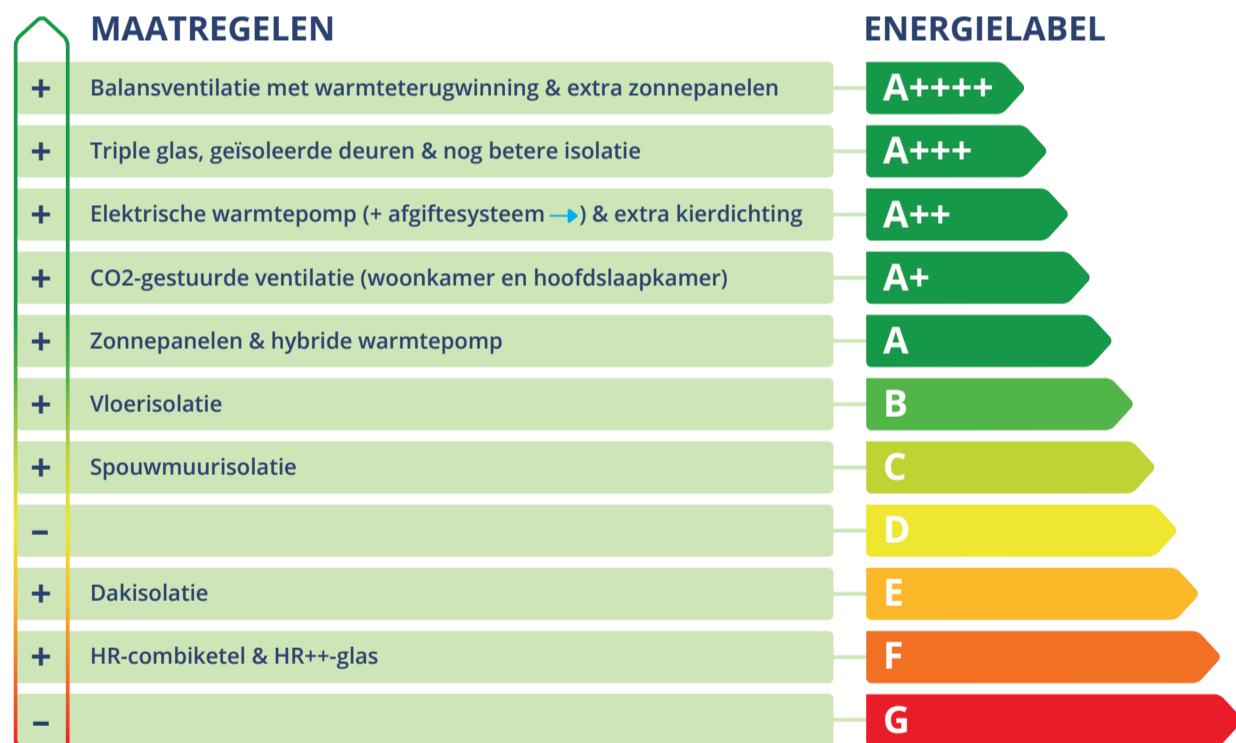 MAATREGELEN ENERGIELABEL
+ Balansventilatie met warmteterugwinning & extra zonnepanelen A++++
+ Triple glas, geïsoleerde deuren & nog betere isolatie A+++
+ Elektrische warmtepomp (+ afgiftesysteem →) & extra kierdichting A++
+ CO2-gestuurde ventilatie (woonkamer en hoofdslaapkamer) A+
+ Zonnepanelen & hybride warmtepomp A
+ Vloerisolatie B
+ Spouwmuurisolatie C
– D
+ Dakisolatie E
+ HR-combiketel & HR++-glas F
– G